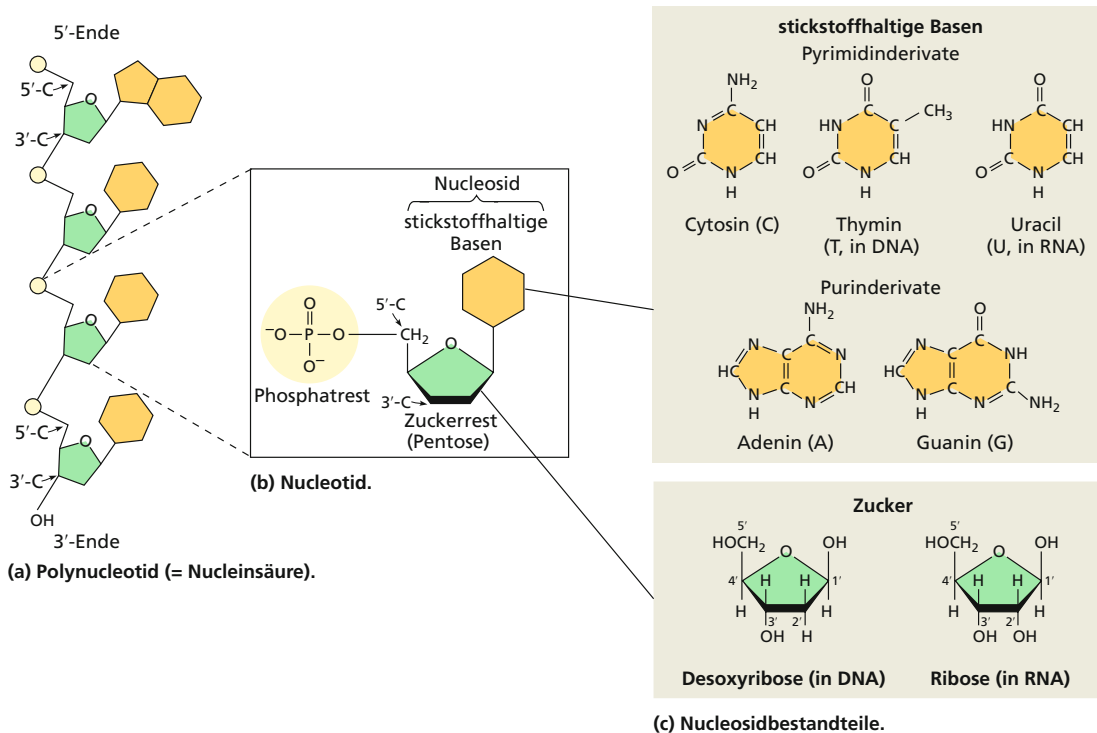 5′-Ende
5′-C
O
3′-C
O
O
O
5′-C
3′-C
OH
3′-Ende
(a) Polynucleotid (= Nucleinsäure).
Nucleosid
stickstoffhaltige
Basen
O
−O P O
O−
Phosphatrest
5′-C
CH2
O
3′-C
Zuckerrest
(Pentose)
(b) Nucleotid.
stickstoffhaltige Basen
Pyrimidinderivate
NH2
C
N CH
C CH
O N
H
Cytosin (C)
O
C CH3
HN C
C CH
O N
H
Thymin
(T, in DNA)
O
C
HN CH
C CH
O N
H
Uracil
(U, in RNA)
Purinderivate
NH2
C
N C N
HC
C CH
N N
H
Adenin (A)
O
C
N C NH
HC
C C
N N NH2
H
Guanin (G)
Zucker
5′
HOCH2 O OH
4′ H H 1′
H 3′ 2′ H
OH H
Desoxyribose (in DNA)
5′
HOCH2 O OH
4′ H H 1′
H 3′ 2′ H
OH OH
Ribose (in RNA)
(c) Nucleosidbestandteile.